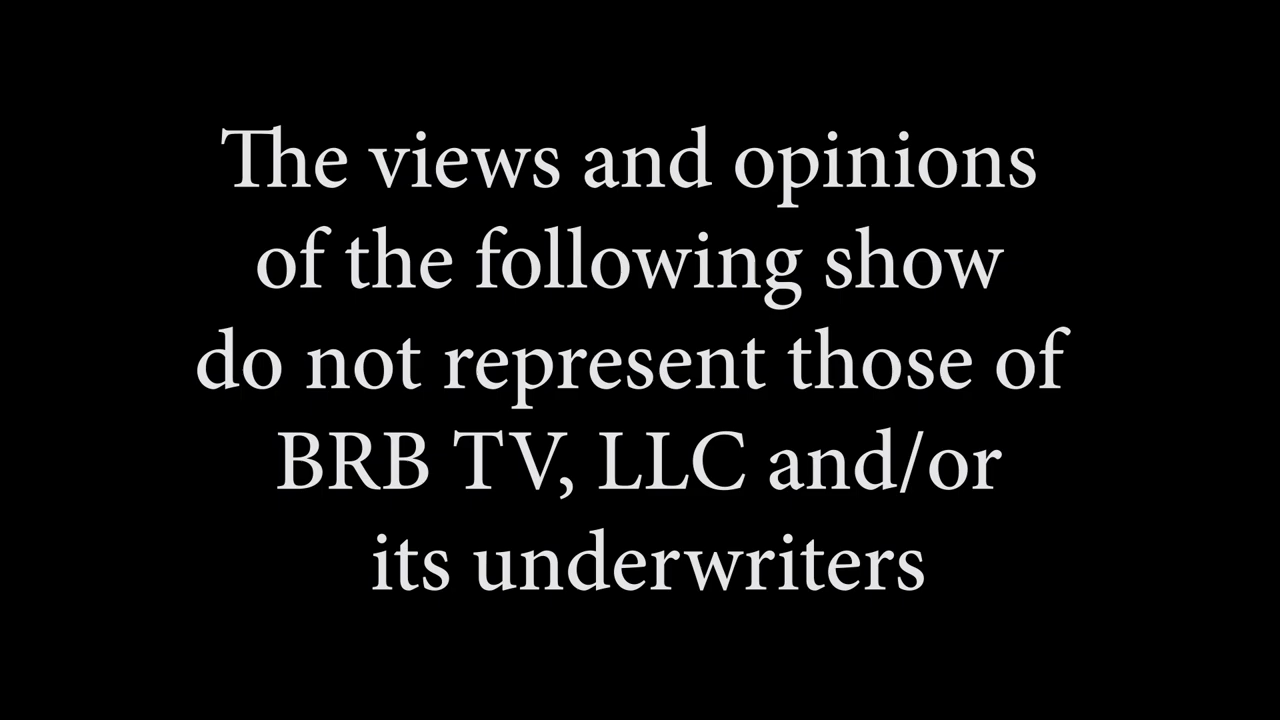 The views and opinions
of the following show
do not represent those of
BRB TV, LLC and/or
its underwriters